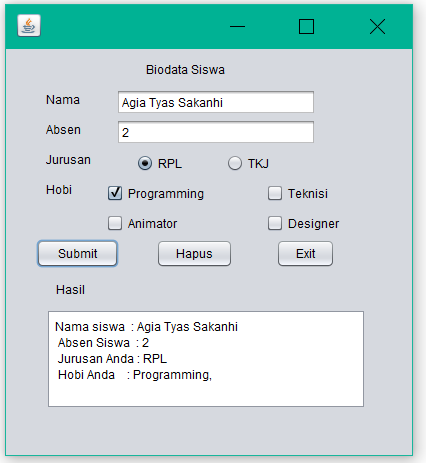 Biodata Siswa
Nama Agia Tyas Sakanhi
Absen 2
Jurusan RPL TKJ
Hobi Programming Teknisi
Animator Designer
Submit Hapus Exit
Hasil
Nama siswa : Agia Tyas Sakanhi
Absen Siswa : 2
Jurusan Anda : RPL
Hobi Anda : Programming,